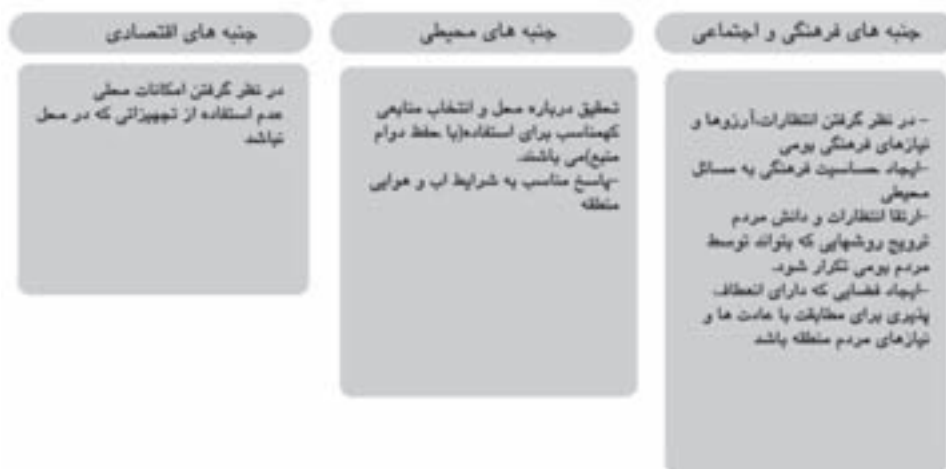 جنبه های فرهنگی و اجتماعی
- در نظر گرفتن انتظارات،آرزوها و
نیازهای فرهنگی بومی
-ایجاد حساسیت فرهنگی به مسائل
محیطی
-ارتقا انتظارات و دانش مردم
ترویج روشهایی که بتواند توسط
مردم بومی تکرار شود.
-ایجاد فضایی که دارای انعطاف
پذیری برای مطابقت با عادت ها و
نیازهای مردم منطقه باشد
جنبه های محیطی
تحقیق درباره محل و انتخاب منابعی
کهمناسب برای استفاده(با حفظ دوام
منبع)می باشند.
-پاسخ مناسب به شرایط اب و هوایی
منطقه
جنبه های اقتصادی
در نظر گرفتن امکانات محلی
عدم استفاده از تجهیزاتی که در محل
نباشد